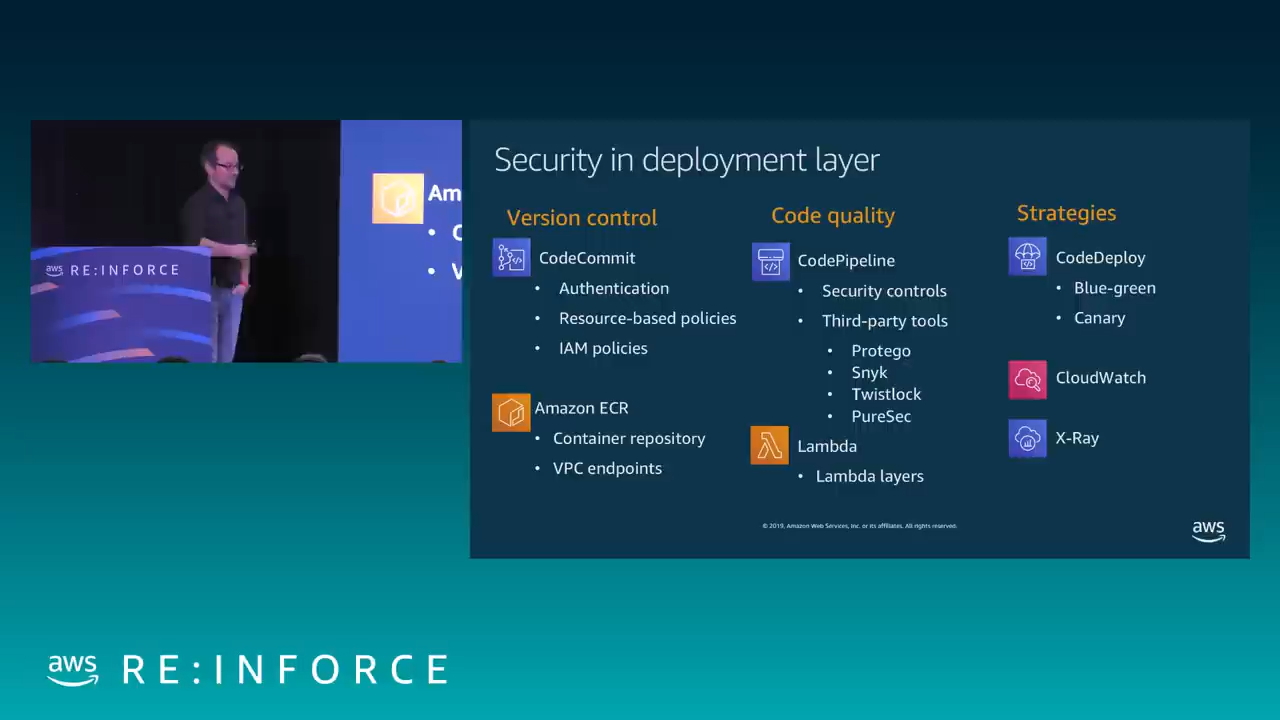 Am
C
V
aws RE:INFORCE
Security in deployment layer
Version control
CodeCommit
Authentication
Resource-based policies
IAM policies
Amazon ECR
Container repository
VPC endpoints
Code quality
CodePipeline
Security controls
Third-party tools
Protego
Snyk
Twistlock
PureSec
Lambda
Lambda layers
Strategies
CodeDeploy
Blue-green
Canary
CloudWatch
X-Ray
© 2019, Amazon Web Services, Inc. or its affiliates. All rights reserved.
aws
aws RE:INFORCE